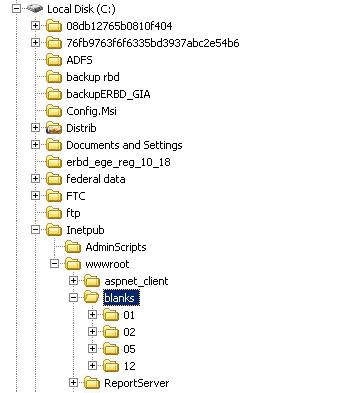 Local Disk (C:)
08db12765b0810f404
76fb9763f6f6335bd3937abc2e54b6
ADFS
backup rbd
backupERBD_GIA
Config.Msi
Distrib
Documents and Settings
erbd_ege_reg_10_18
federal data
FTC
ftp
Inetpub
AdminScripts
wwwroot
aspnet_client
blanks
01
02
05
12
ReportServer